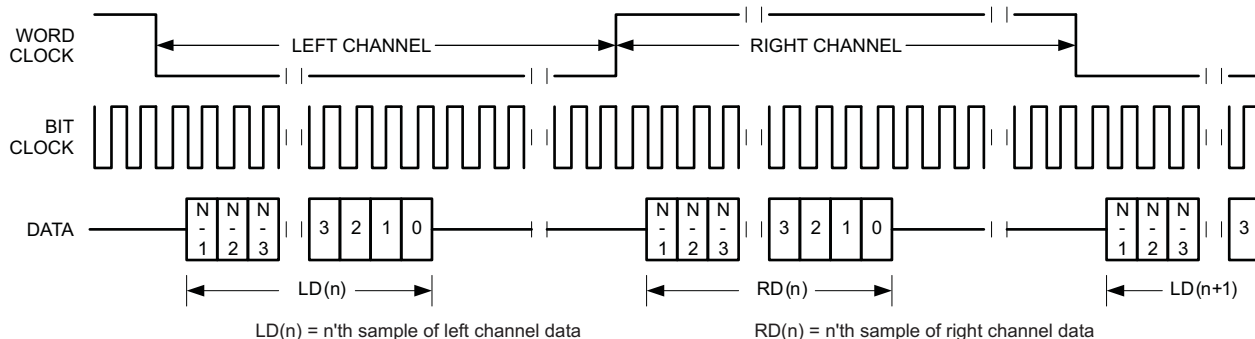 WORD
CLOCK
LEFT CHANNEL
RIGHT CHANNEL
BIT
CLOCK
DATA
N
-
1
N
-
2
N
-
3
3
2
1
0
N
-
1
N
-
2
N
-
3
3
2
1
0
N
-
1
N
-
2
N
-
3
3
LD(n)
RD(n)
LD(n+1)
LD(n) = n'th sample of left channel data
RD(n) = n'th sample of right channel data